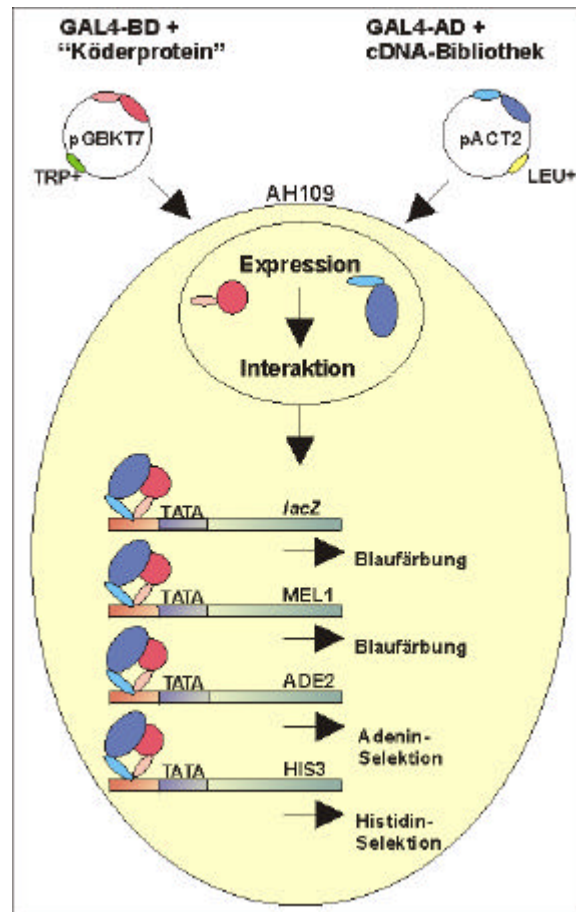 GAL4-BD +
“Köderprotein”
GAL4-AD +
cDNA-Bibliothek
pGBKT7
TRP+
pACT2
LEU+
AH109
Expression
Interaktion
TATA
lacZ
Blaufärbung
TATA
MEL1
Blaufärbung
TATA
ADE2
Adenin-
Selektion
TATA
HIS3
Histidin-
Selektion